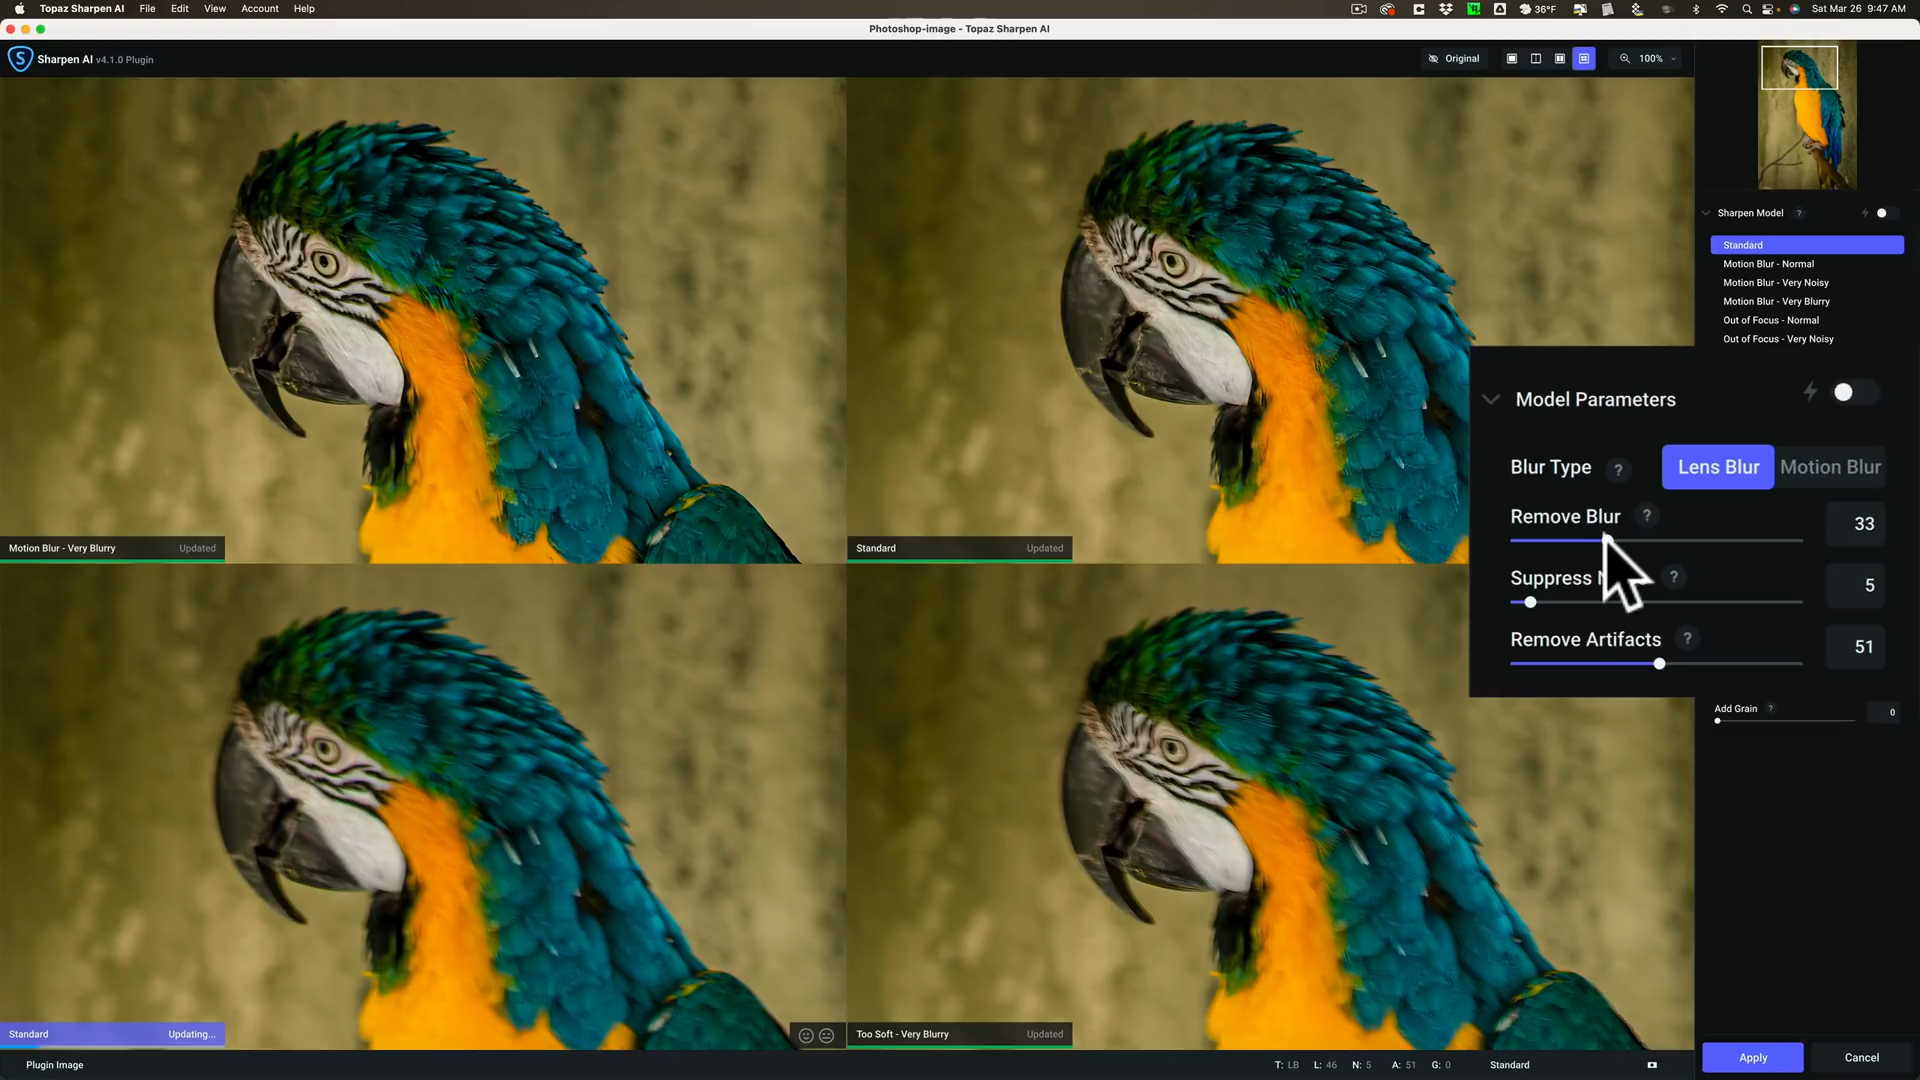 Topaz Sharpen AI File Edit View Account Help
36°F Sat Mar 26 9:47 AM
Photoshop-image - Topaz Sharpen AI
Sharpen AI v4.1.0 Plugin
Original
100%
Sharpen Model ?
Standard
Motion Blur - Normal
Motion Blur - Very Noisy
Motion Blur - Very Blurry
Out of Focus - Normal
Out of Focus - Very Noisy
Model Parameters
Blur Type ? Lens Blur Motion Blur
Remove Blur ? 33
Suppress ? 5
Remove Artifacts ? 51
Add Grain ? 0
Motion Blur - Very Blurry Updated
Standard Updated
Standard Updating...
Too Soft - Very Blurry Updated
Plugin Image
T: LB L: 46 N: 5 A: 51 G: 0 Standard
Apply Cancel